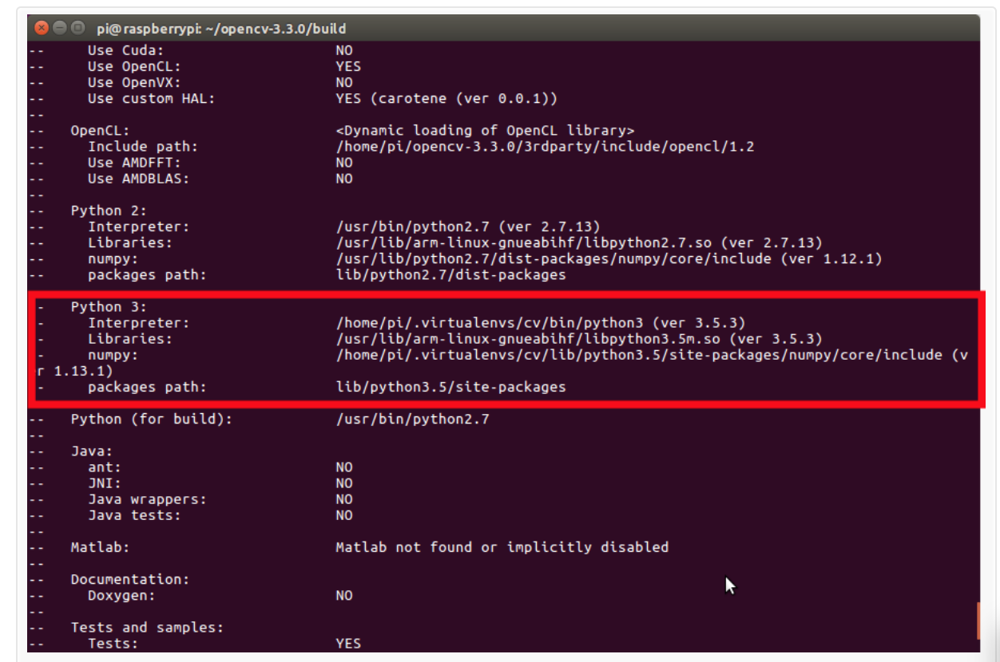 pi@raspberrypi: ~/opencv-3.3.0/build
-- Use Cuda: NO
-- Use OpenCL: YES
-- Use OpenVX: NO
-- Use custom HAL: YES (carotene (ver 0.0.1))
--
-- OpenCL: <Dynamic loading of OpenCL library>
-- Include path: /home/pi/opencv-3.3.0/3rdparty/include/opencl/1.2
-- Use AMDFFT: NO
-- Use AMDBLAS: NO
--
-- Python 2:
-- Interpreter: /usr/bin/python2.7 (ver 2.7.13)
-- Libraries: /usr/lib/arm-linux-gnueabihf/libpython2.7.so (ver 2.7.13)
-- numpy: /usr/lib/python2.7/dist-packages/numpy/core/include (ver 1.12.1)
-- packages path: lib/python2.7/dist-packages
- Python 3:
- Interpreter: /home/pi/.virtualenvs/cv/bin/python3 (ver 3.5.3)
- Libraries: /usr/lib/arm-linux-gnueabihf/libpython3.5m.so (ver 3.5.3)
- numpy: /home/pi/.virtualenvs/cv/lib/python3.5/site-packages/numpy/core/include (v
r 1.13.1)
- packages path: lib/python3.5/site-packages
-- Python (for build): /usr/bin/python2.7
--
-- Java:
-- ant: NO
-- JNI: NO
-- Java wrappers: NO
-- Java tests: NO
--
-- Matlab: Matlab not found or implicitly disabled
--
-- Documentation:
-- Doxygen: NO
--
-- Tests and samples:
-- Tests: YES